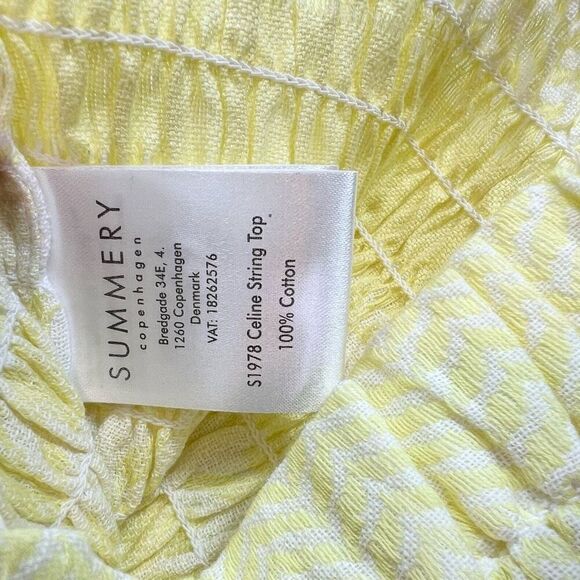 SUMMERY
copenhagen
Bredgade 34E, 4.
1260 Copenhagen
Denmark
VAT: 18262576
S1978 Celine String Top
100% Cotton